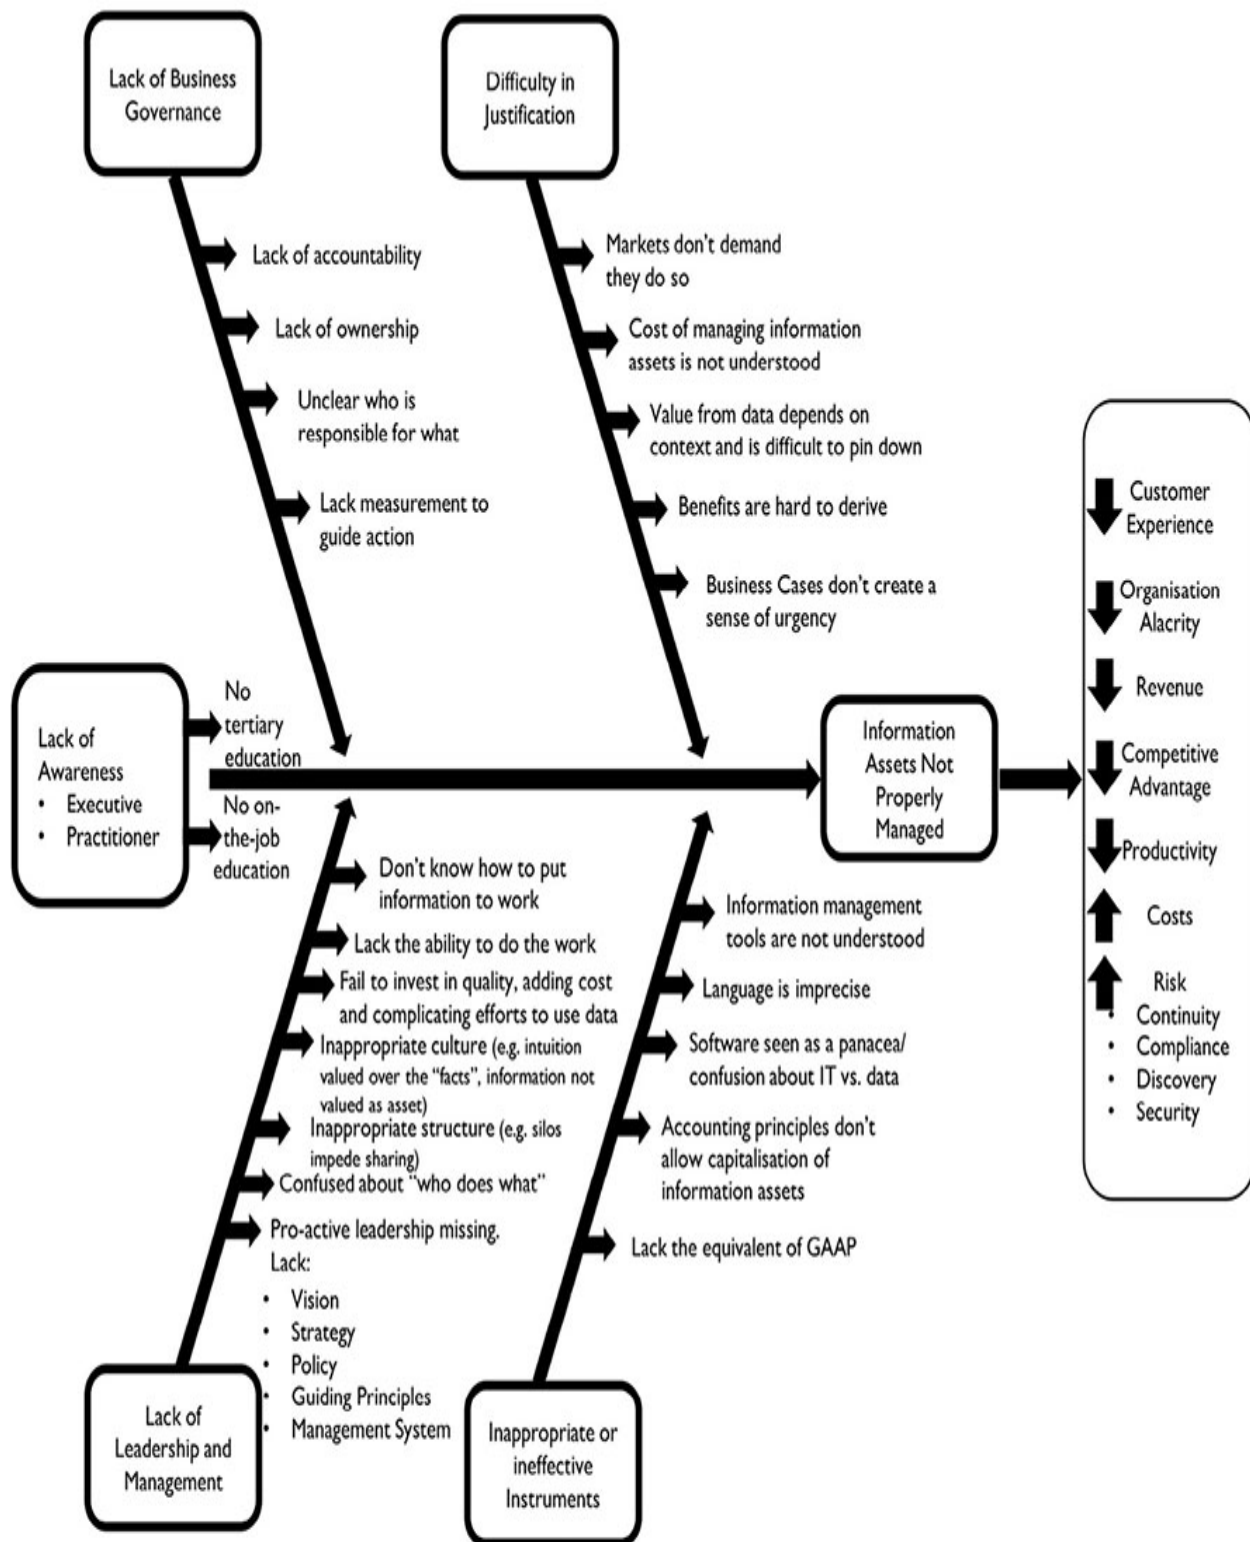 Lack of Business
Governance
Difficulty in
Justification
Lack of accountability
Lack of ownership
Unclear who is
responsible for what
Lack measurement to
guide action
Markets don't demand
they do so
Cost of managing information
assets is not understood
Value from data depends on
context and is difficult to pin down
Benefits are hard to derive
Business Cases don't create a
sense of urgency
Lack of
Awareness
• Executive
• Practitioner
No
tertiary
education
No on-
the-job
education
Information
Assets Not
Properly
Managed
Customer
Experience
Organisation
Alacrity
Revenue
Competitive
Advantage
Productivity
Costs
Risk
• Continuity
• Compliance
• Discovery
• Security
Don't know how to put
information to work
Lack the ability to do the work
Fail to invest in quality, adding cost
and complicating efforts to use data
Inappropriate culture (e.g. intuition
valued over the “facts”, information not
valued as asset)
Inappropriate structure (e.g. silos
impede sharing)
Confused about “who does what”
Pro-active leadership missing.
Lack:
• Vision
• Strategy
• Policy
• Guiding Principles
• Management System
Lack of
Leadership and
Management
Information management
tools are not understood
Language is imprecise
Software seen as a panacea/
confusion about IT vs. data
Accounting principles don't
allow capitalisation of
information assets
Lack the equivalent of GAAP
Inappropriate or
ineffective
Instruments